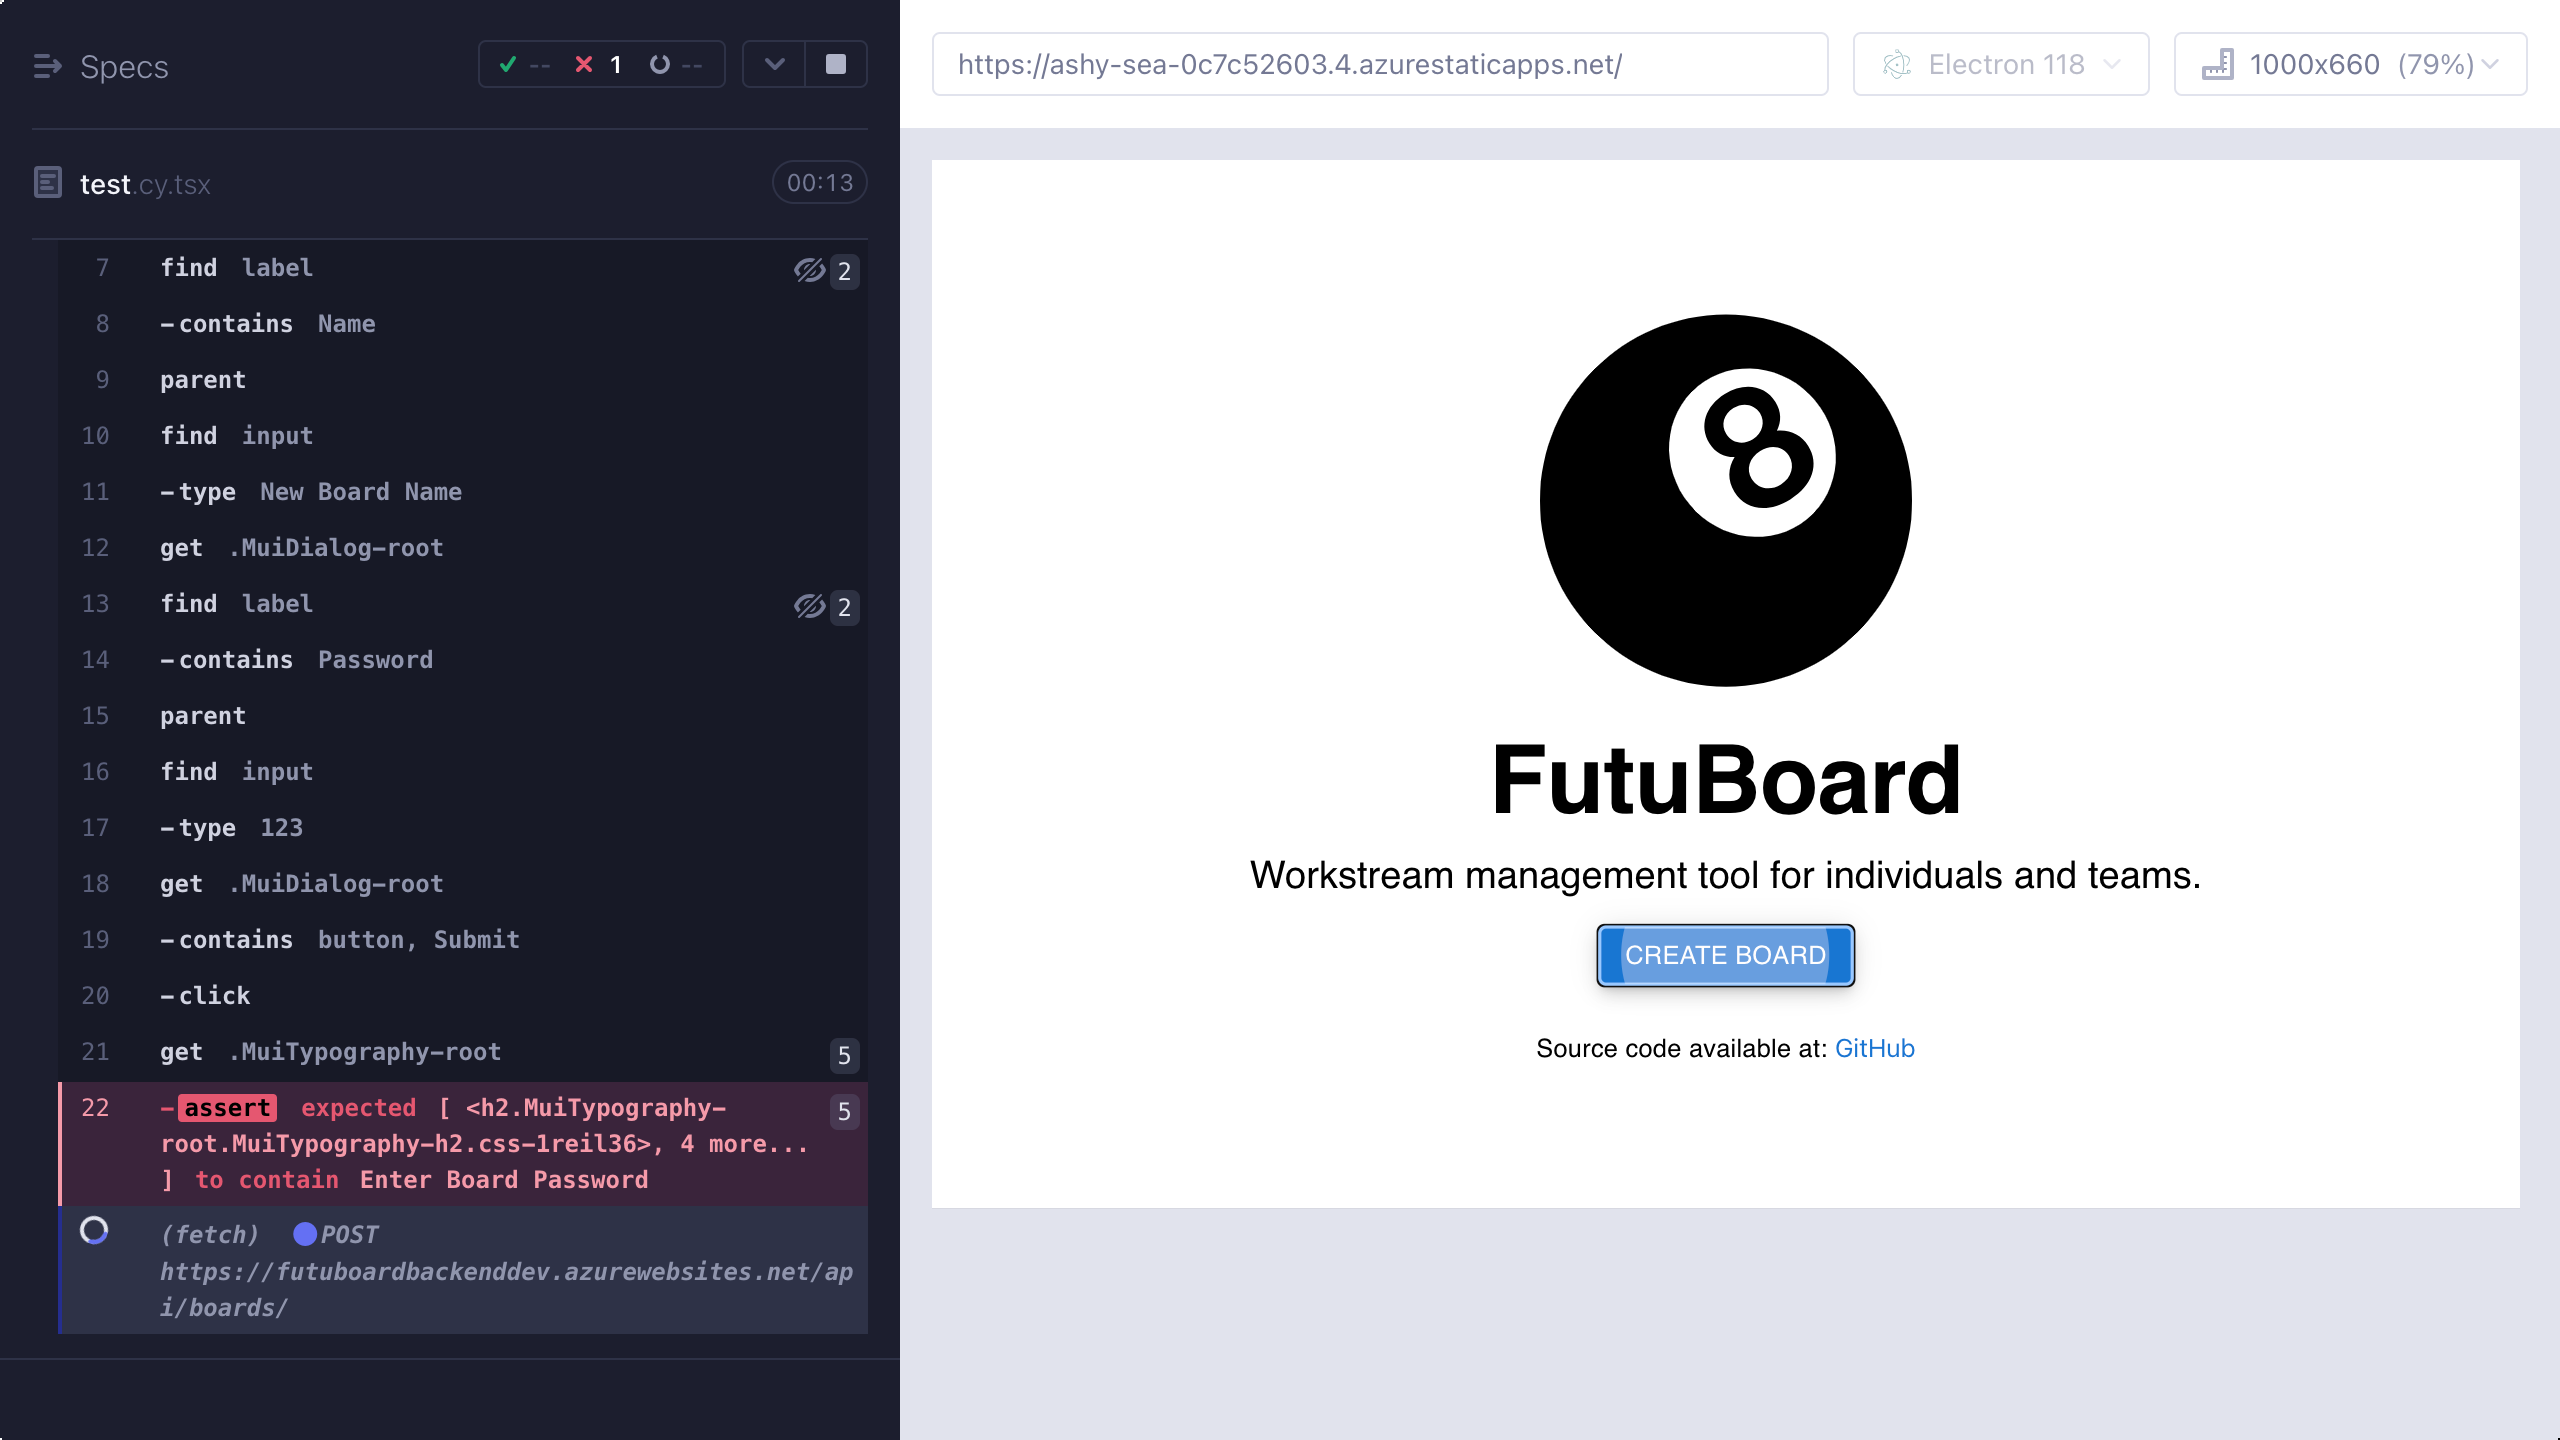 Specs
-- 1 --
test.cy.tsx 00:13
7 find label 2
8 -contains Name
9 parent
10 find input
11 -type New Board Name
12 get .MuiDialog-root
13 find label 2
14 -contains Password
15 parent
16 find input
17 -type 123
18 get .MuiDialog-root
19 -contains button, Submit
20 -click
21 get .MuiTypography-root 5
22 -assert expected [ <h2.MuiTypography- 5
root.MuiTypography-h2.css-1reil36>, 4 more...
] to contain Enter Board Password
(fetch) POST
https://futuboardbackenddev.azurewebsites.net/ap
i/boards/
https://ashy-sea-0c7c52603.4.azurestaticapps.net/
Electron 118
1000x660 (79%)
8
FutuBoard
Workstream management tool for individuals and teams.
CREATE BOARD
Source code available at: GitHub